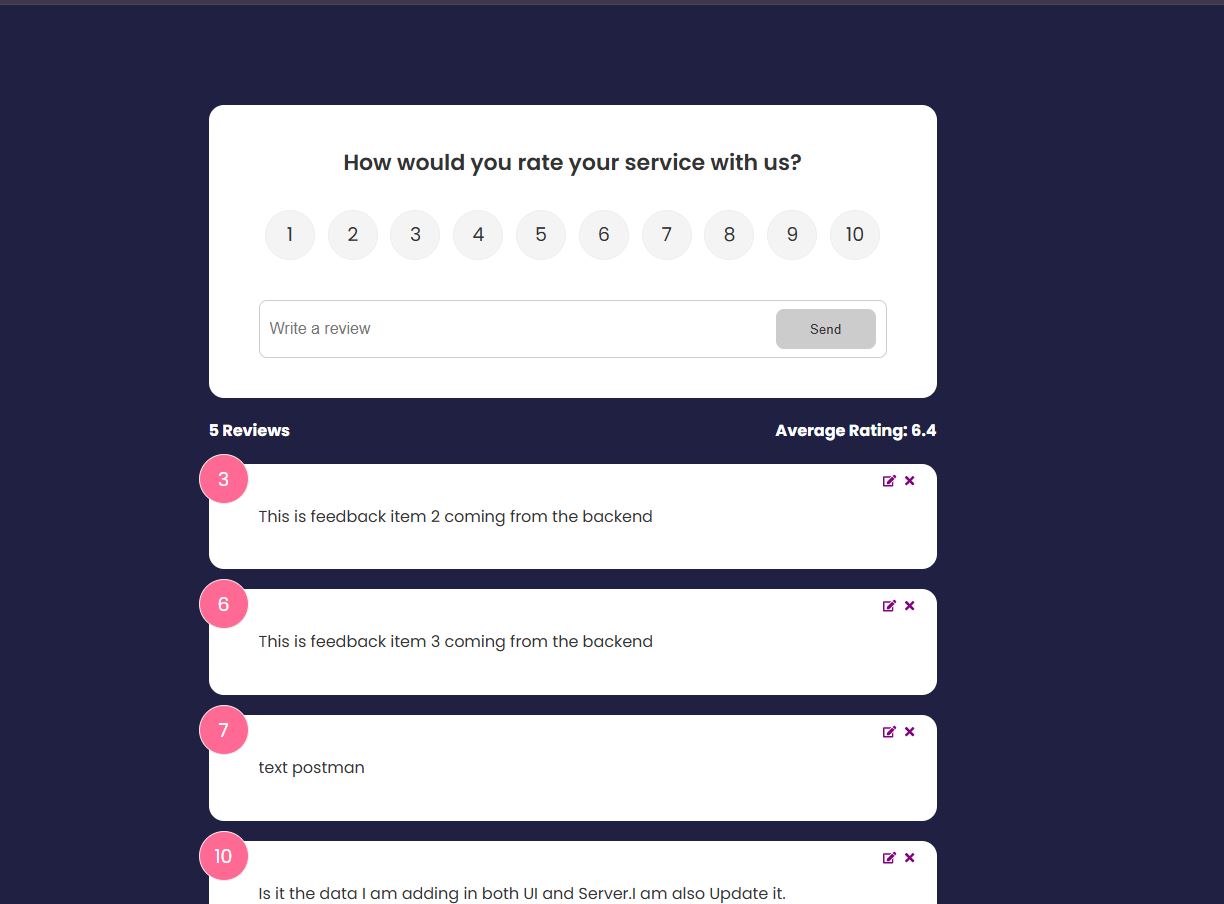 How would you rate your service with us?
1 2 3 4 5 6 7 8 9 10
Write a review Send
5 Reviews Average Rating: 6.4
3
This is feedback item 2 coming from the backend
6
This is feedback item 3 coming from the backend
7
text postman
10
Is it the data I am adding in both UI and Server.I am also Update it.